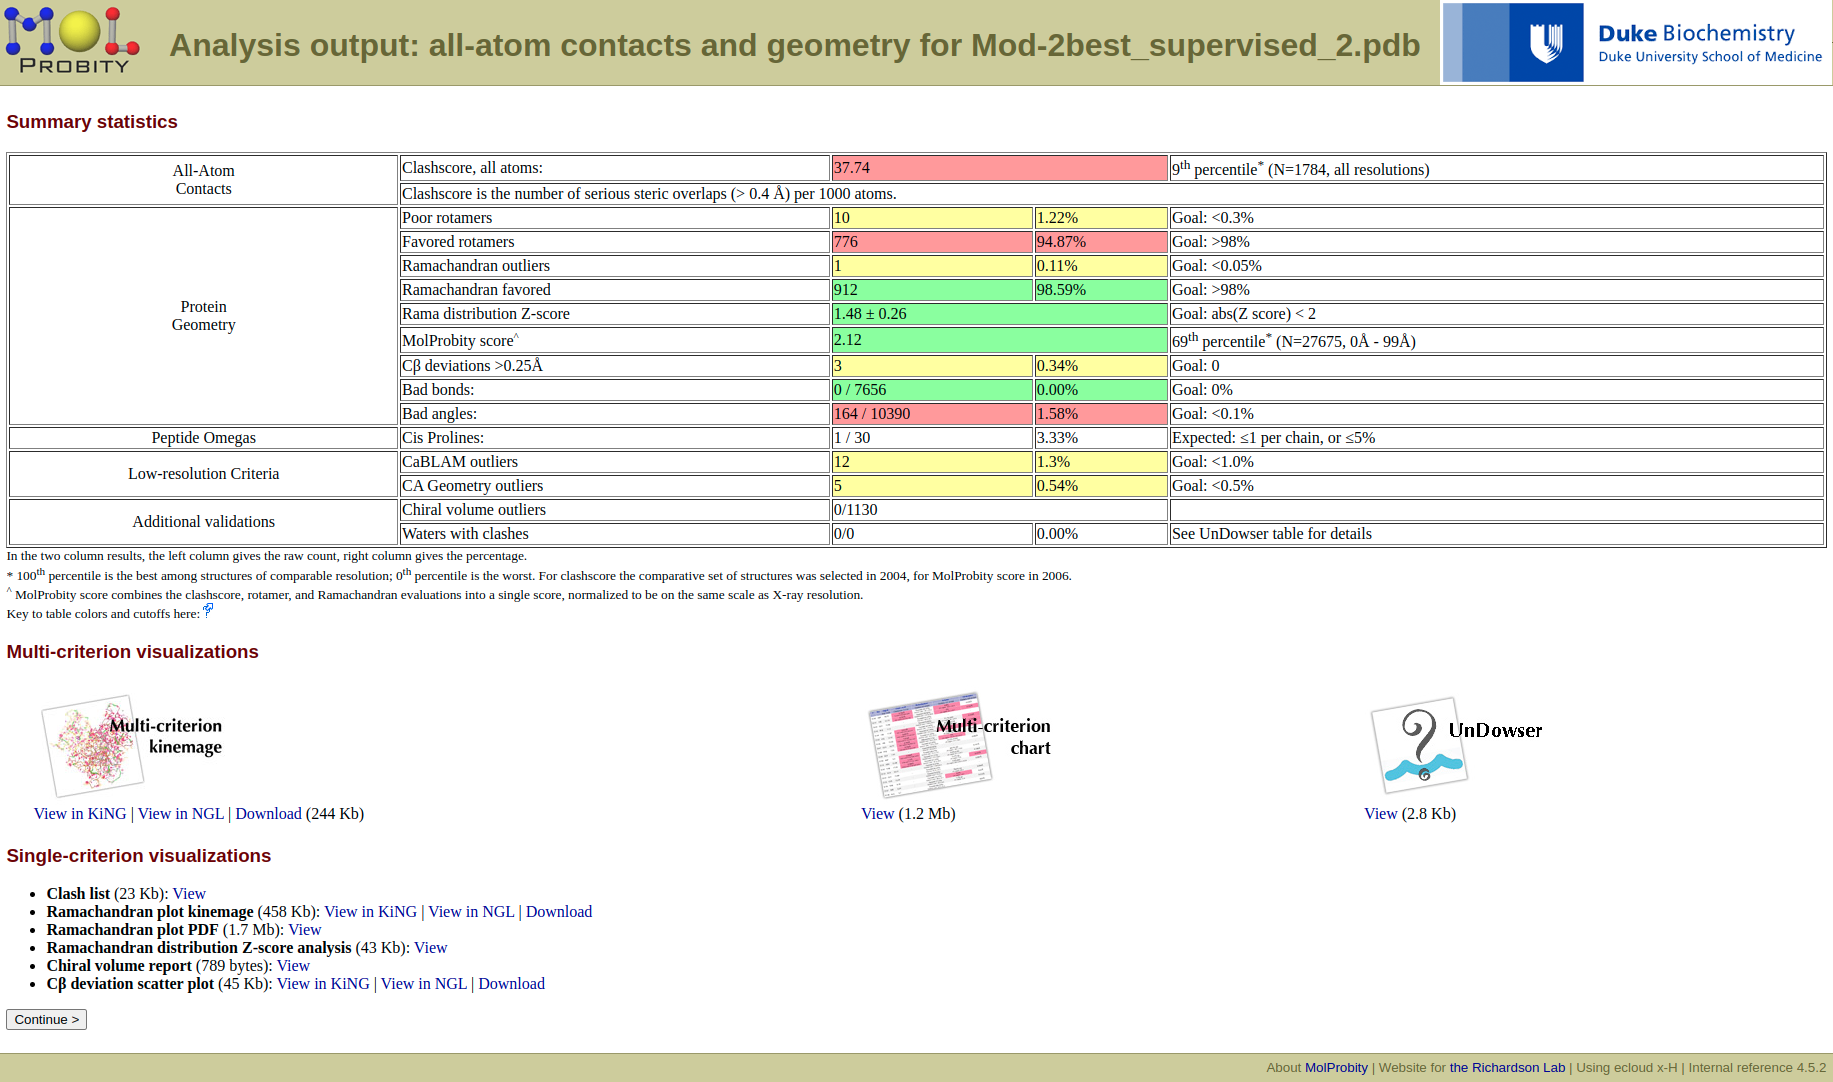 MOL
PROBITY
Analysis output: all-atom contacts and geometry for Mod-2best_supervised_2.pdb
Duke Biochemistry
Duke University School of Medicine
Summary statistics
All-Atom
Contacts
Clashscore, all atoms: 37.74 9th percentile* (N=1784, all resolutions)
Clashscore is the number of serious steric overlaps (> 0.4 Å) per 1000 atoms.
Protein
Geometry
Poor rotamers 10 1.22% Goal: <0.3%
Favored rotamers 776 94.87% Goal: >98%
Ramachandran outliers 1 0.11% Goal: <0.05%
Ramachandran favored 912 98.59% Goal: >98%
Rama distribution Z-score 1.48 ± 0.26 Goal: abs(Z score) < 2
MolProbity score^ 2.12 69th percentile* (N=27675, 0Å - 99Å)
Cβ deviations >0.25Å 3 0.34% Goal: 0
Bad bonds: 0 / 7656 0.00% Goal: 0%
Bad angles: 164 / 10390 1.58% Goal: <0.1%
Peptide Omegas Cis Prolines: 1 / 30 3.33% Expected: ≤1 per chain, or ≤5%
Low-resolution Criteria
CaBLAM outliers 12 1.3% Goal: <1.0%
CA Geometry outliers 5 0.54% Goal: <0.5%
Additional validations
Chiral volume outliers 0/1130
Waters with clashes 0/0 0.00% See UnDowser table for details
In the two column results, the left column gives the raw count, right column gives the percentage.
* 100th percentile is the best among structures of comparable resolution; 0th percentile is the worst. For clashscore the comparative set of structures was selected in 2004, for MolProbity score in 2006.
^ MolProbity score combines the clashscore, rotamer, and Ramachandran evaluations into a single score, normalized to be on the same scale as X-ray resolution.
Key to table colors and cutoffs here: ?
Multi-criterion visualizations
Multi-criterion
kinemage
View in KiNG | View in NGL | Download (244 Kb)
Multi-criterion
chart
View (1.2 Mb)
UnDowser
View (2.8 Kb)
Single-criterion visualizations
• Clash list (23 Kb): View
• Ramachandran plot kinemage (458 Kb): View in KiNG | View in NGL | Download
• Ramachandran plot PDF (1.7 Mb): View
• Ramachandran distribution Z-score analysis (43 Kb): View
• Chiral volume report (789 bytes): View
• Cβ deviation scatter plot (45 Kb): View in KiNG | View in NGL | Download
Continue >
About MolProbity | Website for the Richardson Lab | Using ecloud x-H | Internal reference 4.5.2